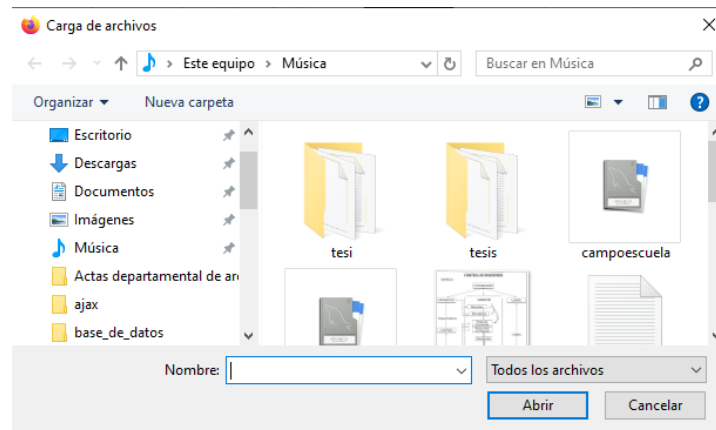 Carga de archivos
Este equipo > Música
Buscar en Música
Organizar
Nueva carpeta
Escritorio
Descargas
Documentos
Imágenes
Música
Actas departamental de
ajax
base_de_datos
tesi
tesis
campoescuela
Nombre:
Todos los archivos
Abrir
Cancelar